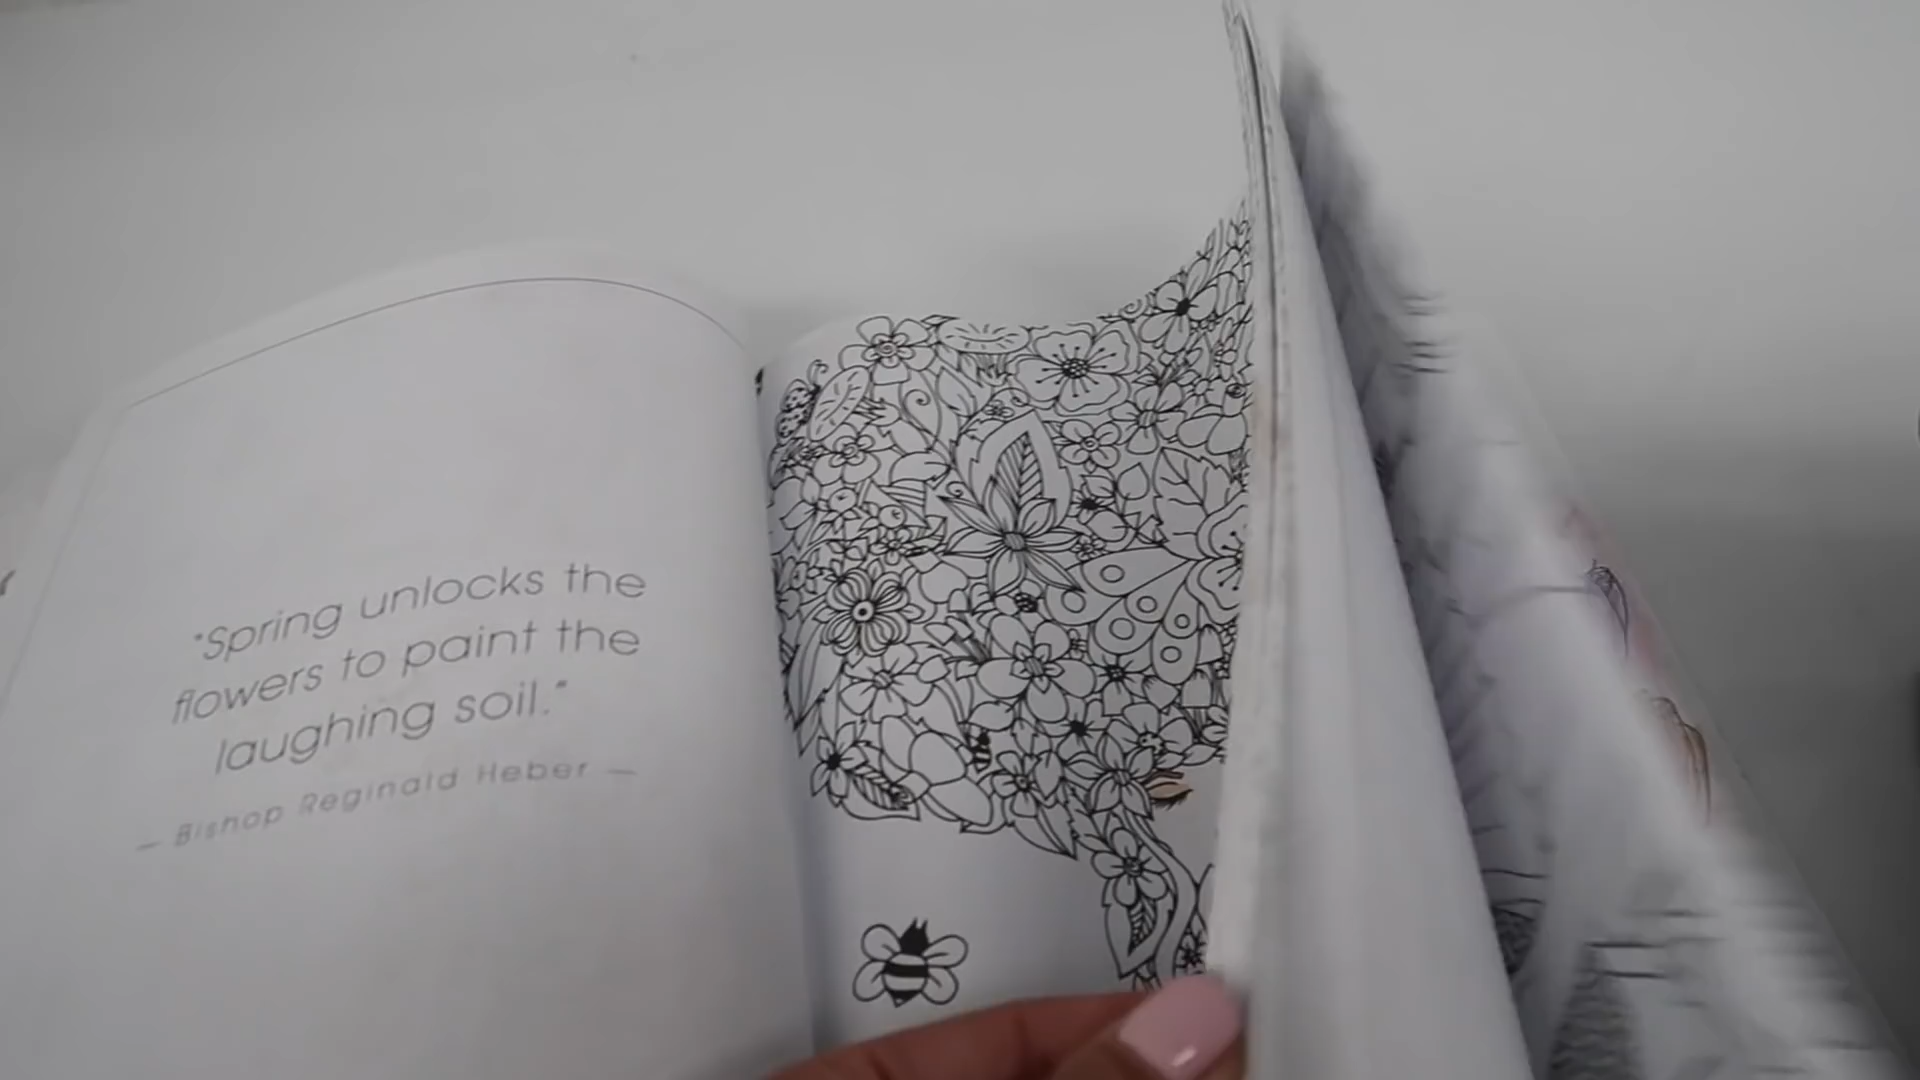 "Spring unlocks the
flowers to paint the
laughing soil."
— Bishop Reginald Heber —